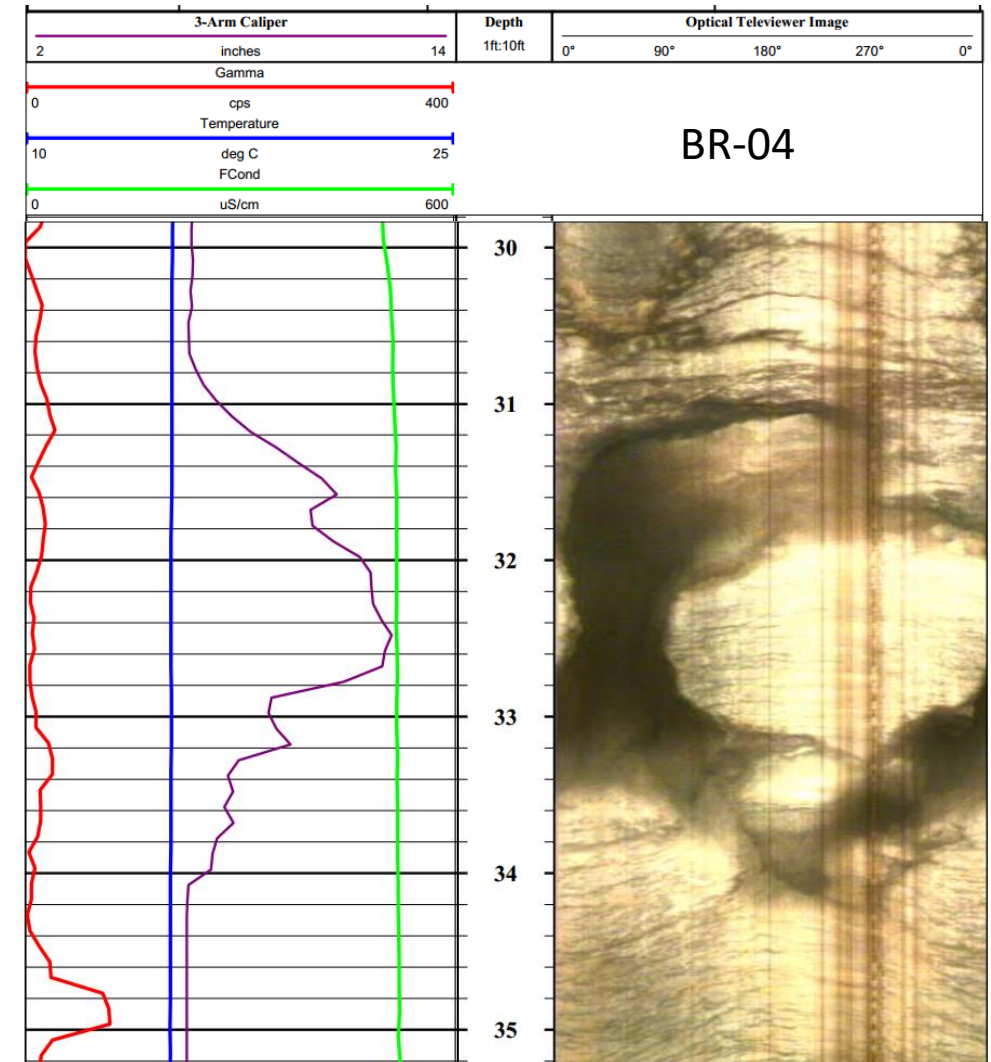 3-Arm Caliper Depth Optical Televiewer Image
2 inches 14 1ft:10ft 0° 90° 180° 270° 0°
Gamma
0 cps 400
Temperature
10 deg C 25
FCond
0 uS/cm 600
BR-04
30
31
32
33
34
35